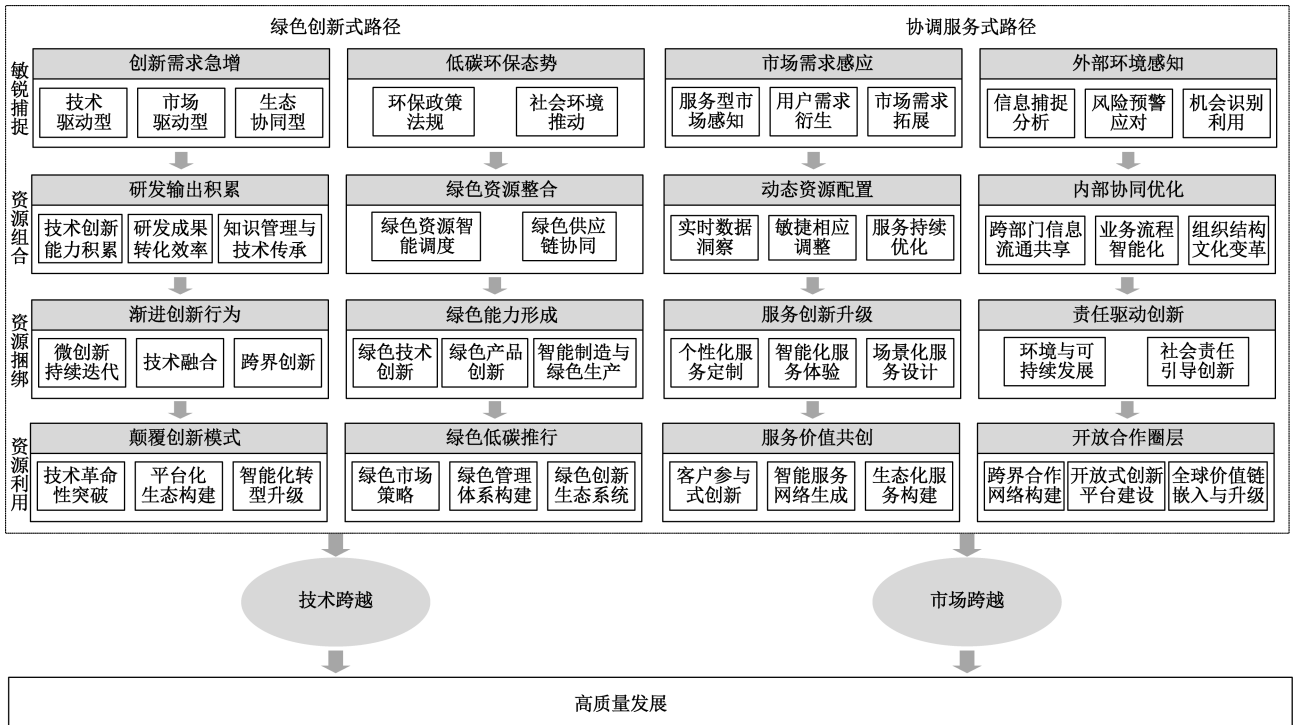 绿色创新式路径
协调服务式路径
敏锐捕捉
创新需求急增
技术
驱动型
市场
驱动型
生态
协同型
低碳环保态势
环保政策
法规
社会环境
推动
市场需求感应
服务型市
场感知
用户需求
衍生
市场需求
拓展
外部环境感知
信息捕捉
分析
风险预警
应对
机会识别
利用
资源组合
研发输出积累
技术创新
能力积累
研发成果
转化效率
知识管理与
技术传承
绿色资源整合
绿色资源智
能调度
绿色供应
链协同
动态资源配置
实时数据
洞察
敏捷相应
调整
服务持续
优化
内部协同优化
跨部门信息
流通共享
业务流程
智能化
组织结构
文化变革
资源捆绑
渐进创新行为
微创新
持续迭代
技术融合
跨界创新
绿色能力形成
绿色技术
创新
绿色产品
创新
智能制造与
绿色生产
服务创新升级
个性化服
务定制
智能化服
务体验
场景化服
务设计
责任驱动创新
环境与可
持续发展
社会责任
引导创新
资源利用
颠覆创新模式
技术革命
性突破
平台化
生态构建
智能化转
型升级
绿色低碳推行
绿色市场
策略
绿色管理
体系构建
绿色创新
生态系统
服务价值共创
客户参与
式创新
智能服务
网络生成
生态化服
务构建
开放合作圈层
跨界合作
网络构建
开放式创新
平台建设
全球价值链
嵌入与升级
技术跨越
市场跨越
高质量发展